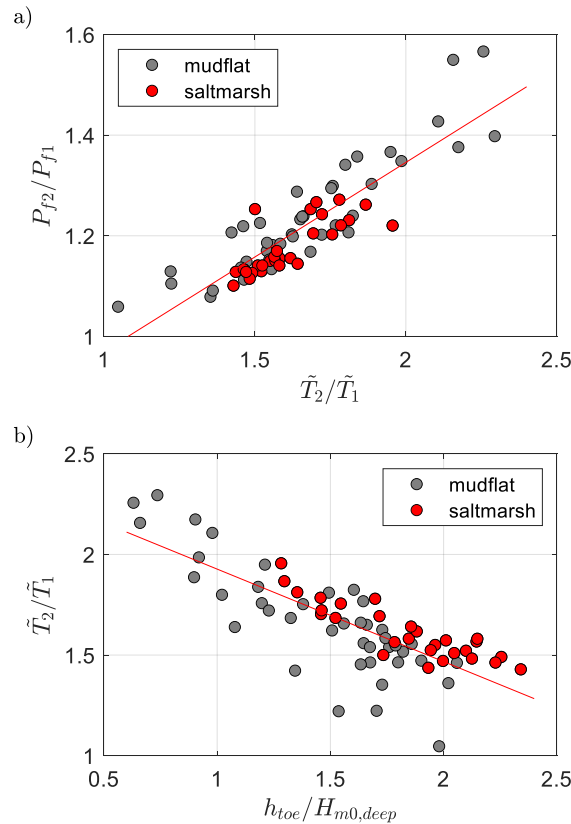 a)
1.6
1.4
1.2
1
P_{f2}/P_{f1}
mudflat
saltmarsh
1 1.5 2 2.5
T̃_2/T̃_1
b)
2.5
2
1.5
1
T̃_2/T̃_1
mudflat
saltmarsh
0.5 1 1.5 2 2.5
h_{toe}/H_{m0,deep}